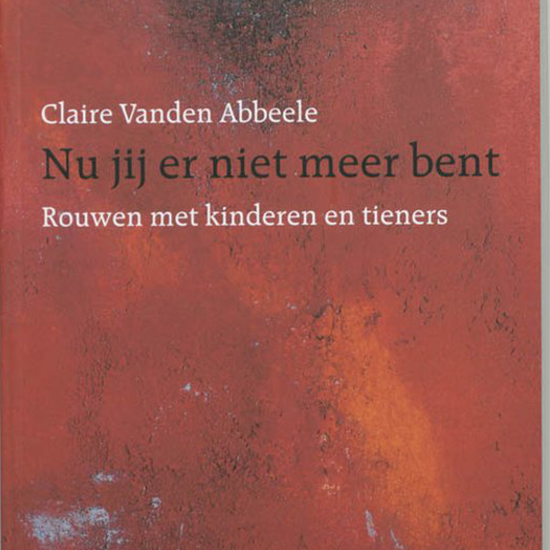 Claire Vanden Abbeele
Nu jij er niet meer bent
Rouwen met kinderen en tieners